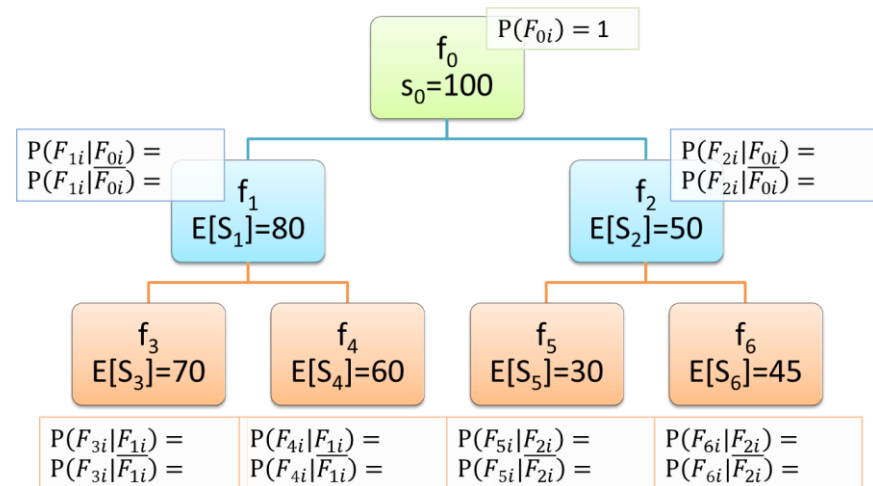 P(F₀ᵢ) = 1
f₀
s₀=100
P(F₁ᵢ|F₀ᵢ) =
P(F₁ᵢ|F̅₀ᵢ̅) =
P(F₂ᵢ|F₀ᵢ) =
P(F₂ᵢ|F̅₀ᵢ̅) =
f₁
E[S₁]=80
f₂
E[S₂]=50
f₃
E[S₃]=70
f₄
E[S₄]=60
f₅
E[S₅]=30
f₆
E[S₆]=45
P(F₃ᵢ|F₁ᵢ) =
P(F₃ᵢ|F̅₁ᵢ̅) =
P(F₄ᵢ|F₁ᵢ) =
P(F₄ᵢ|F̅₁ᵢ̅) =
P(F₅ᵢ|F₂ᵢ) =
P(F₅ᵢ|F̅₂ᵢ̅) =
P(F₆ᵢ|F₂ᵢ) =
P(F₆ᵢ|F̅₂ᵢ̅) =